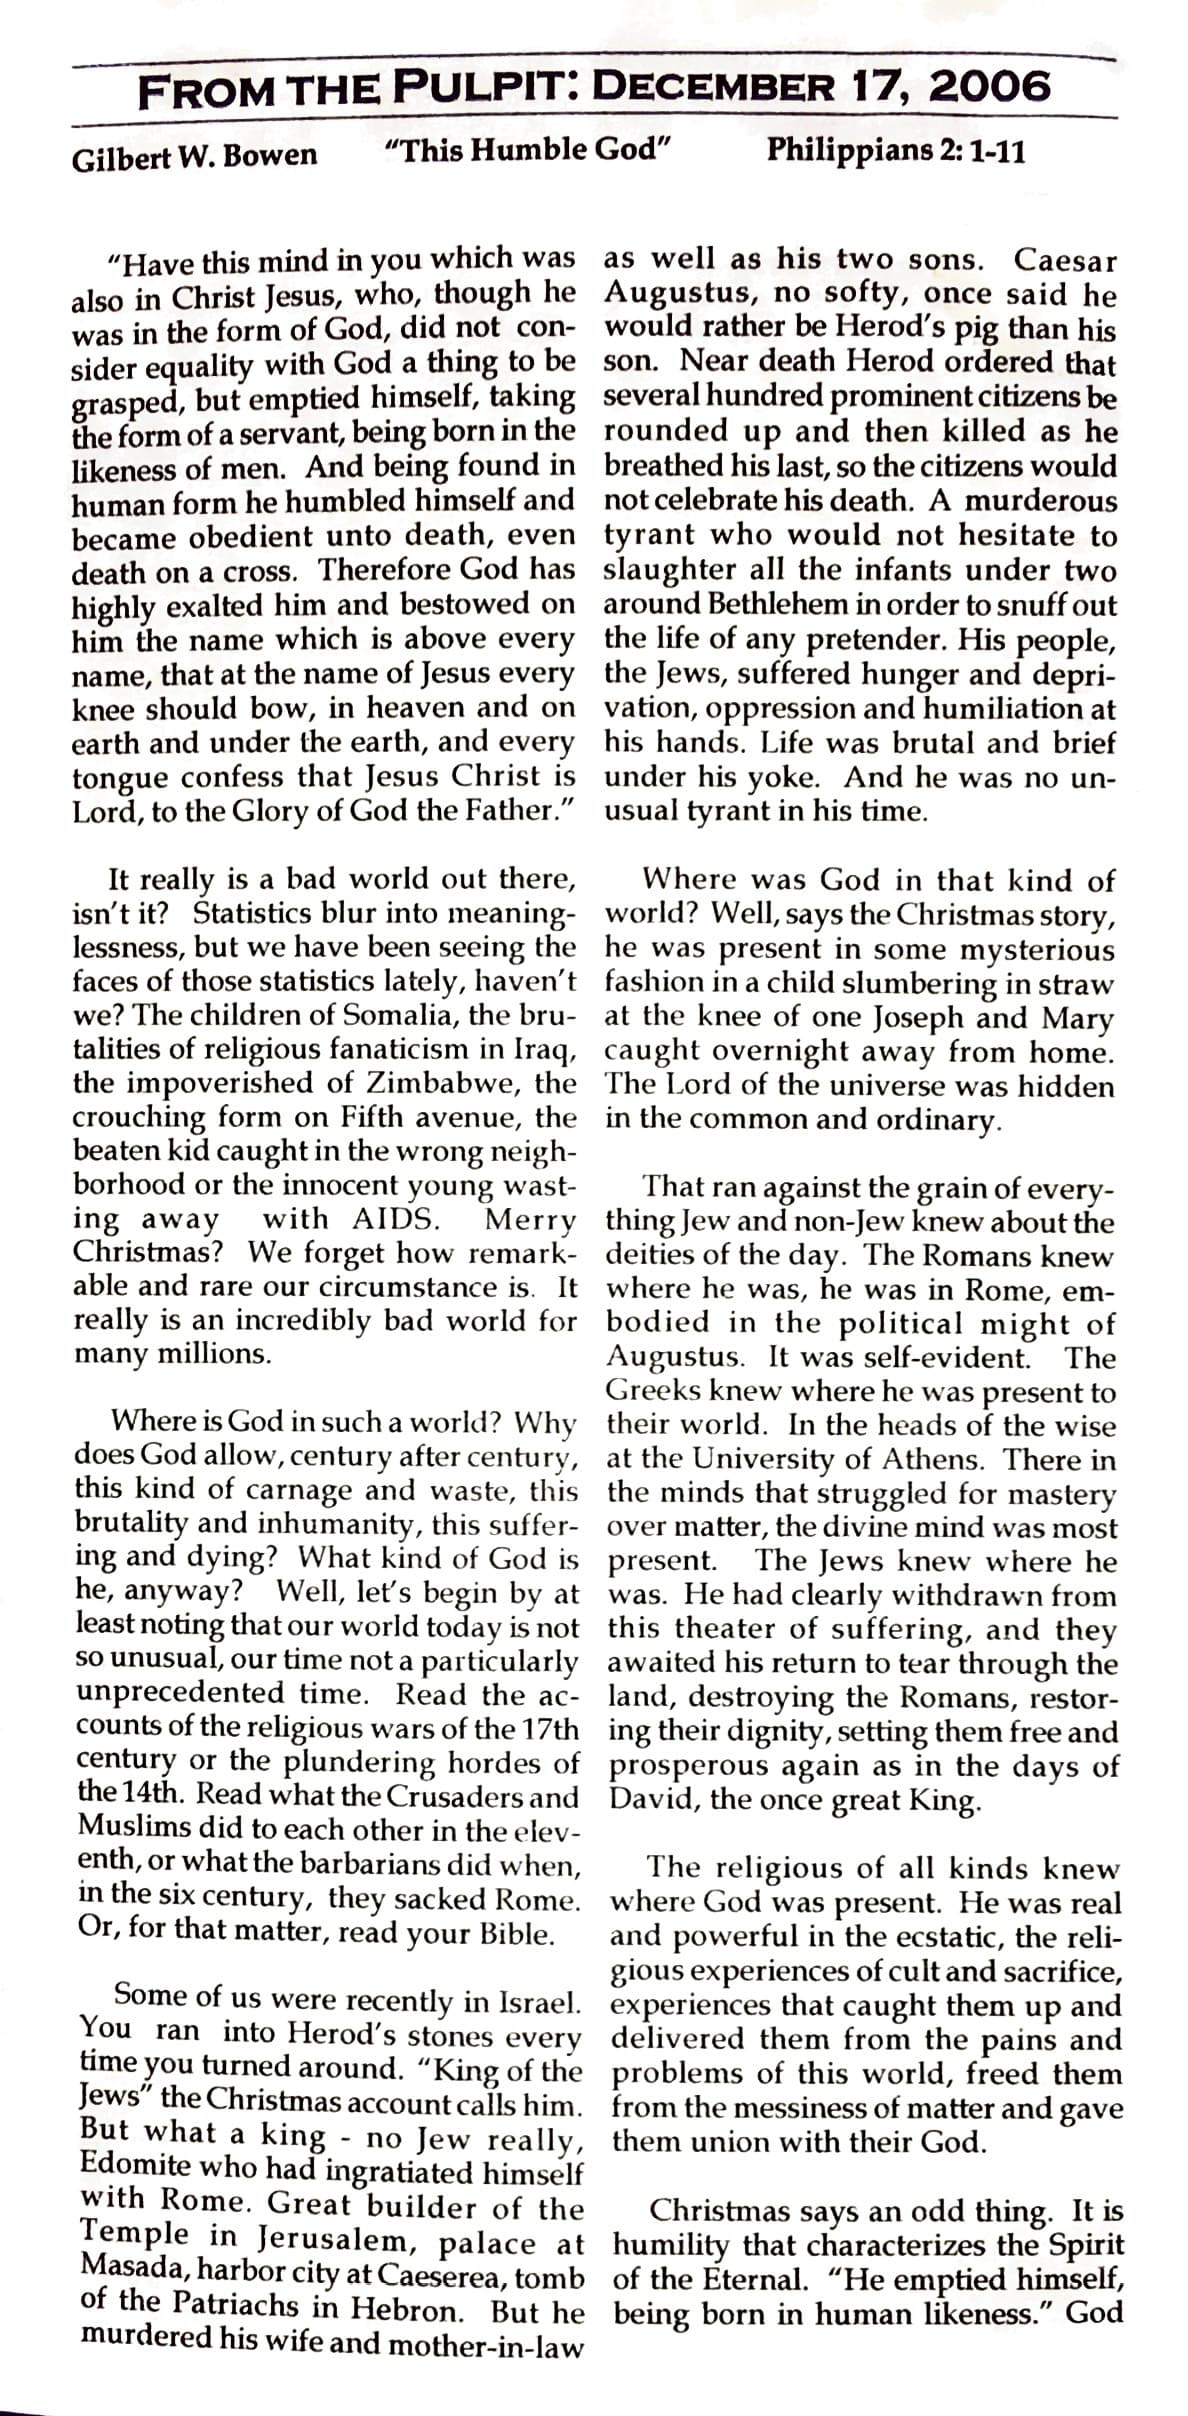 FROM THE PULPIT: DECEMBER 17, 2006
Gilbert W. Bowen "This Humble God" Philippians 2: 1-11
"Have this mind in you which was
also in Christ Jesus, who, though he
was in the form of God, did not con-
sider equality with God a thing to be
grasped, but emptied himself, taking
the form of a servant, being born in the
likeness of men. And being found in
human form he humbled himself and
became obedient unto death, even
death on a cross. Therefore God has
highly exalted him and bestowed on
him the name which is above every
name, that at the name of Jesus every
knee should bow, in heaven and on
earth and under the earth, and every
tongue confess that Jesus Christ is
Lord, to the Glory of God the Father."
It really is a bad world out there,
isn't it? Statistics blur into meaning-
lessness, but we have been seeing the
faces of those statistics lately, haven't
we? The children of Somalia, the bru-
talities of religious fanaticism in Iraq,
the impoverished of Zimbabwe, the
crouching form on Fifth avenue, the
beaten kid caught in the wrong neigh-
borhood or the innocent young wast-
ing away with AIDS. Merry
Christmas? We forget how remark-
able and rare our circumstance is. It
really is an incredibly bad world for
many millions.
Where is God in such a world? Why
does God allow, century after century,
this kind of carnage and waste, this
brutality and inhumanity, this suffer-
ing and dying? What kind of God is
he, anyway? Well, let's begin by at
least noting that our world today is not
so unusual, our time not a particularly
unprecedented time. Read the ac-
counts of the religious wars of the 17th
century or the plundering hordes of
the 14th. Read what the Crusaders and
Muslims did to each other in the elev-
enth, or what the barbarians did when,
in the six century, they sacked Rome.
Or, for that matter, read your Bible.
Some of us were recently in Israel.
You ran into Herod's stones every
time you turned around. "King of the
Jews" the Christmas account calls him.
But what a king - no Jew really,
Edomite who had ingratiated himself
with Rome. Great builder of the
Temple in Jerusalem, palace at
Masada, harbor city at Caeserea, tomb
of the Patriachs in Hebron. But he
murdered his wife and mother-in-law
as well as his two sons. Caesar
Augustus, no softy, once said he
would rather be Herod's pig than his
son. Near death Herod ordered that
several hundred prominent citizens be
rounded up and then killed as he
breathed his last, so the citizens would
not celebrate his death. A murderous
tyrant who would not hesitate to
slaughter all the infants under two
around Bethlehem in order to snuff out
the life of any pretender. His people,
the Jews, suffered hunger and depri-
vation, oppression and humiliation at
his hands. Life was brutal and brief
under his yoke. And he was no un-
usual tyrant in his time.
Where was God in that kind of
world? Well, says the Christmas story,
he was present in some mysterious
fashion in a child slumbering in straw
at the knee of one Joseph and Mary
caught overnight away from home.
The Lord of the universe was hidden
in the common and ordinary.
That ran against the grain of every-
thing Jew and non-Jew knew about the
deities of the day. The Romans knew
where he was, he was in Rome, em-
bodied in the political might of
Augustus. It was self-evident. The
Greeks knew where he was present to
their world. In the heads of the wise
at the University of Athens. There in
the minds that struggled for mastery
over matter, the divine mind was most
present. The Jews knew where he
was. He had clearly withdrawn from
this theater of suffering, and they
awaited his return to tear through the
land, destroying the Romans, restor-
ing their dignity, setting them free and
prosperous again as in the days of
David, the once great King.
The religious of all kinds knew
where God was present. He was real
and powerful in the ecstatic, the reli-
gious experiences of cult and sacrifice,
experiences that caught them up and
delivered them from the pains and
problems of this world, freed them
from the messiness of matter and gave
them union with their God.
Christmas says an odd thing. It is
humility that characterizes the Spirit
of the Eternal. "He emptied himself,
being born in human likeness." God